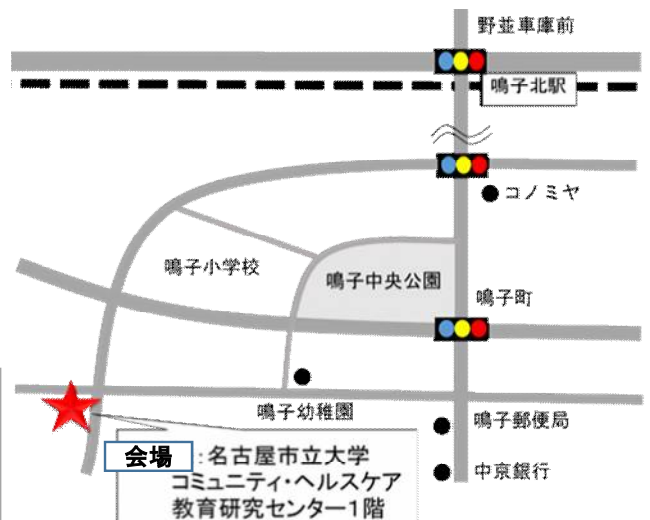 野並車庫前
鳴子北駅
コノミヤ
鳴子小学校
鳴子中央公園
鳴子町
鳴子幼稚園
鳴子郵便局
中京銀行
会場：名古屋市立大学
コミュニティ・ヘルスケア
教育研究センター1階